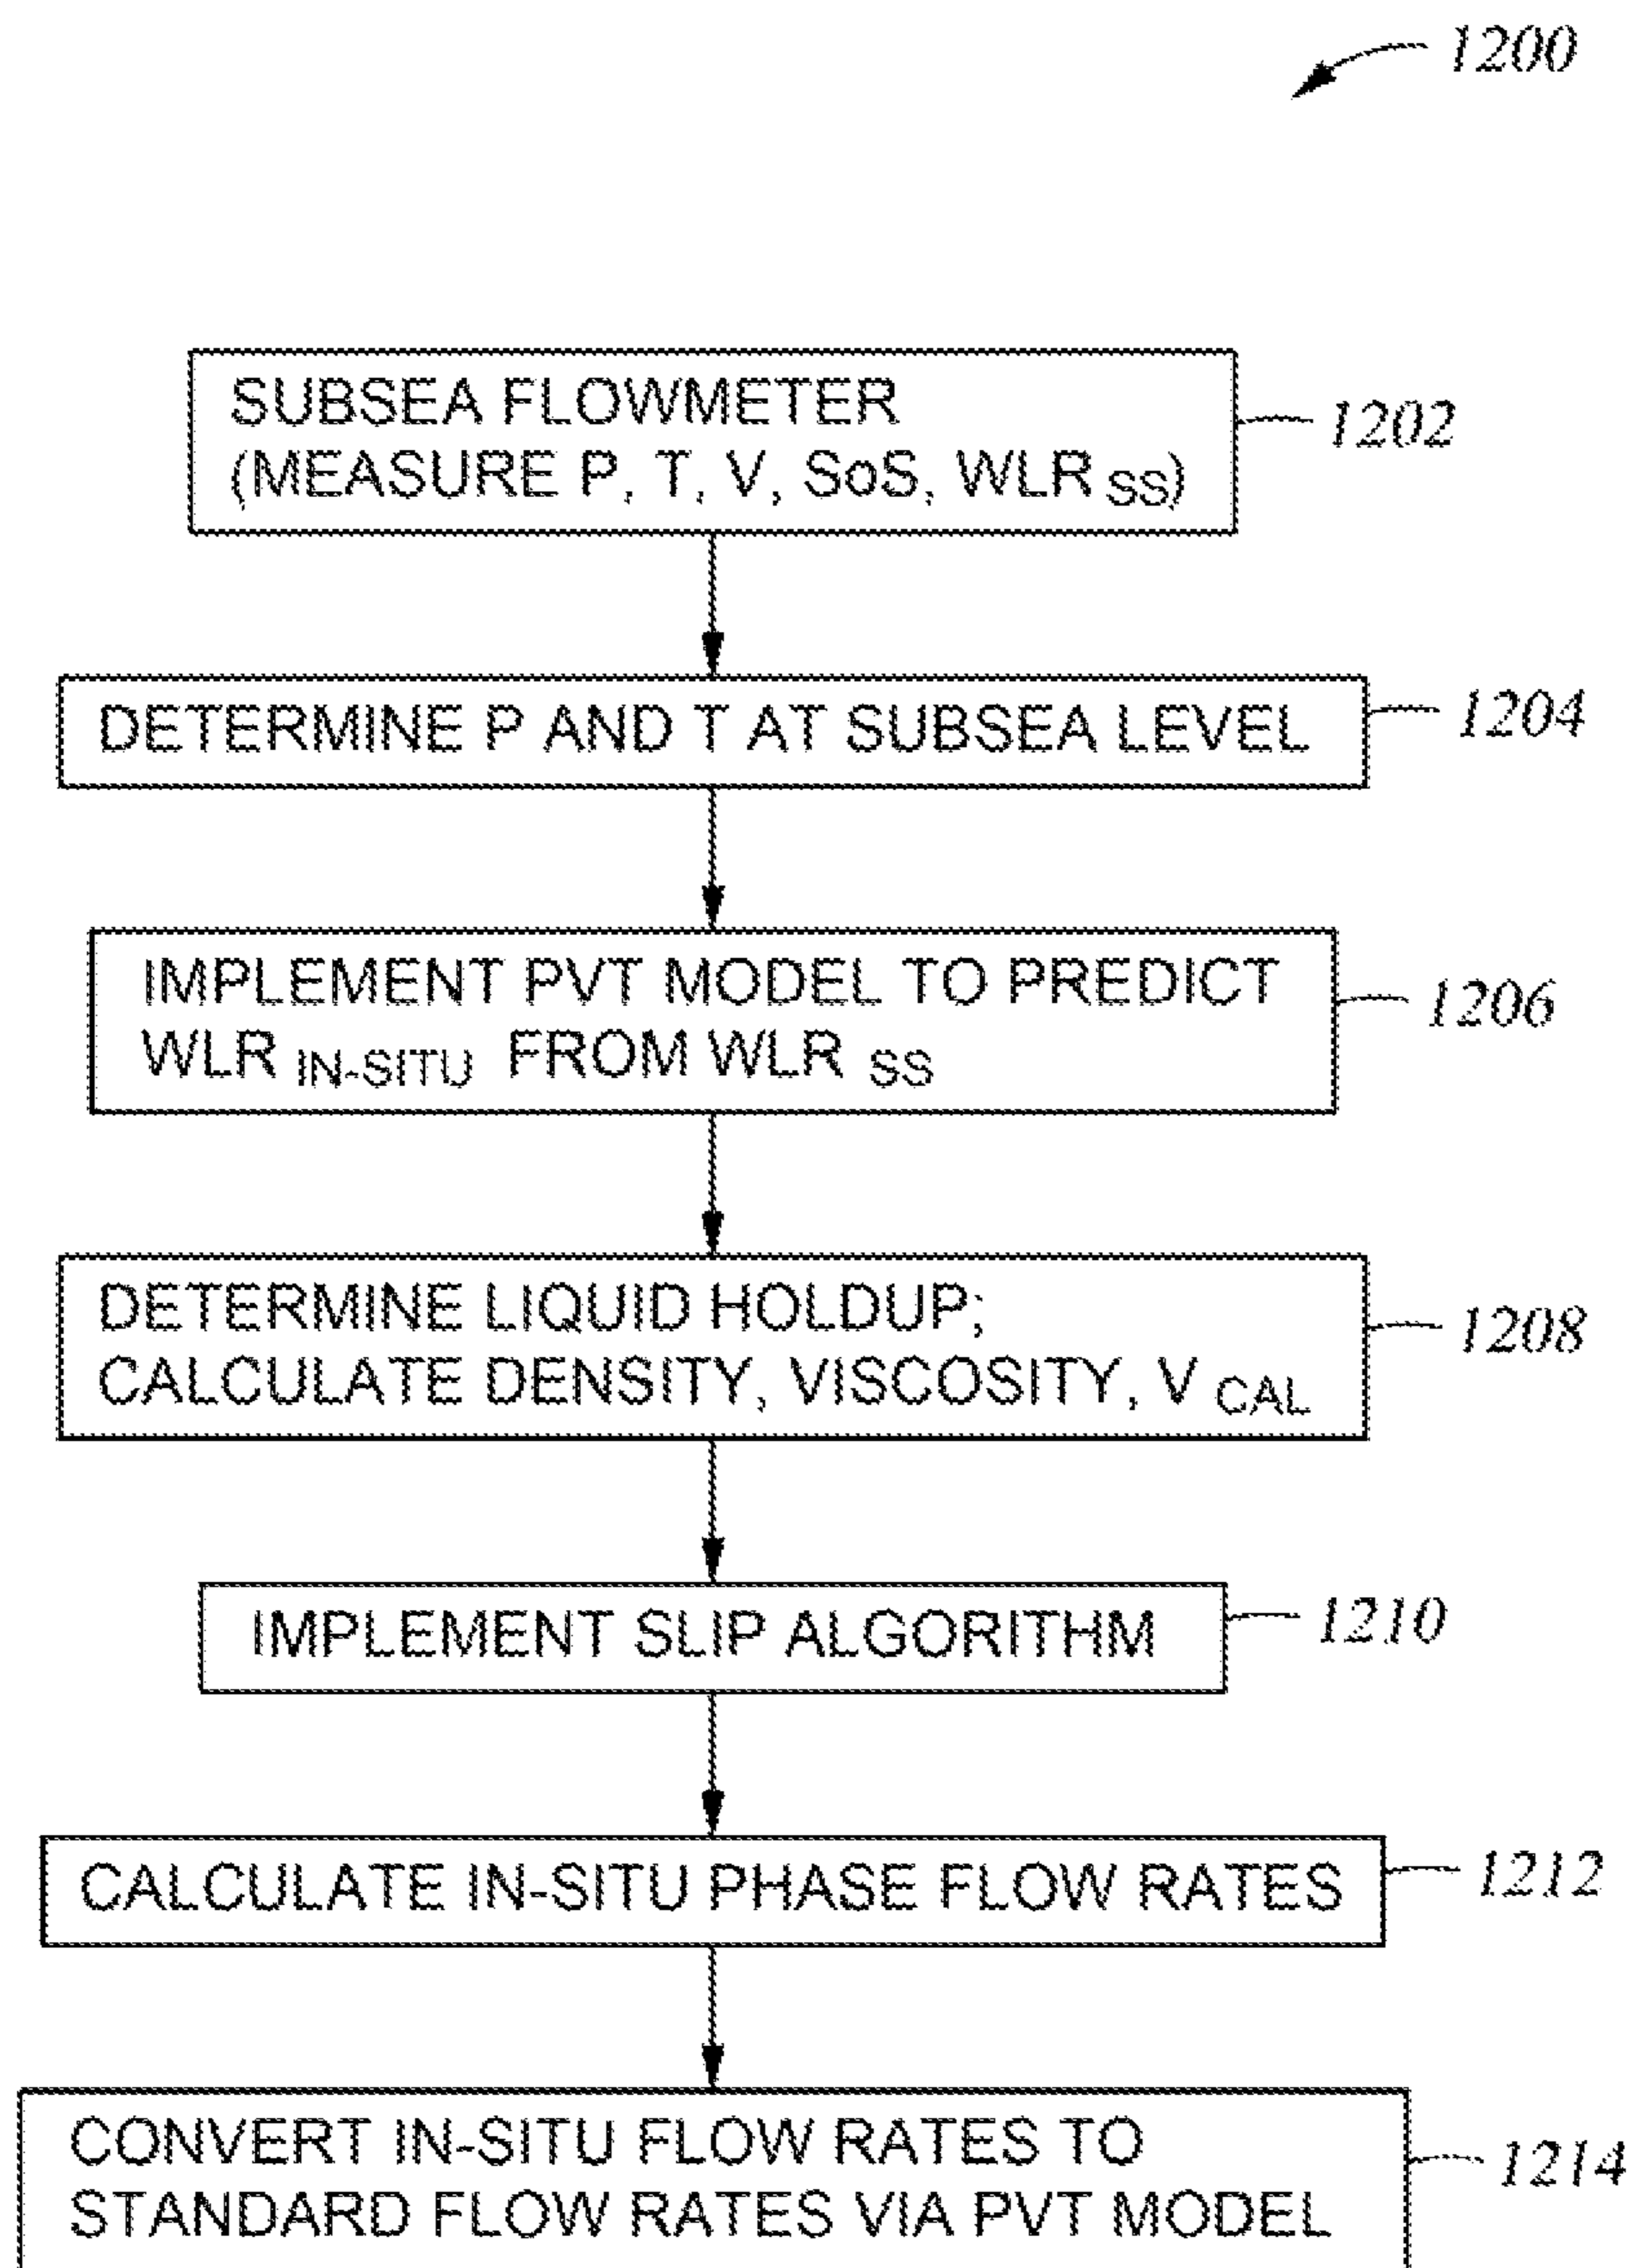 1200
SUBSEA FLOWMETER
(MEASURE P, T, V, SoS, WLR SS)
1202
DETERMINE P AND T AT SUBSEA LEVEL
1204
IMPLEMENT PVT MODEL TO PREDICT
WLR IN-SITU FROM WLR SS
1206
DETERMINE LIQUID HOLDUP;
CALCULATE DENSITY, VISCOSITY, V CAL
1208
IMPLEMENT SLIP ALGORITHM
1210
CALCULATE IN-SITU PHASE FLOW RATES
1212
CONVERT IN-SITU FLOW RATES TO
STANDARD FLOW RATES VIA PVT MODEL
1214